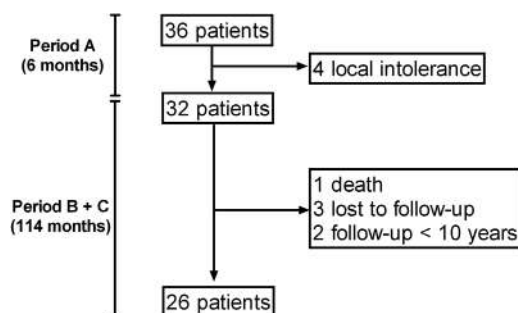 36 patients
Period A
(6 months)
4 local intolerance
32 patients
1 death
3 lost to follow-up
2 follow-up < 10 years
Period B + C
(114 months)
26 patients